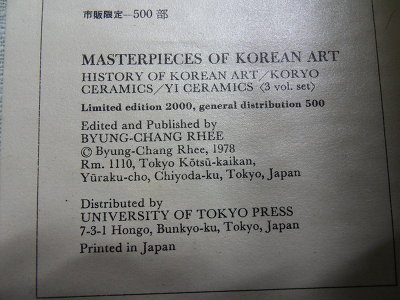 市販限定—500 部
MASTERPIECES OF KOREAN ART
HISTORY OF KOREAN ART/KORYO
CERAMICS/YI CERAMICS〈3 vol. set〉
Limited edition 2000, general distribution 500
Edited and Published by
BYUNG-CHANG RHEE
© Byung-Chang Rhee, 1978
Rm. 1110, Tokyo Kōtsū-kaikan,
Yūraku-cho, Chiyoda-ku, Tokyo, Japan
Distributed by
UNIVERSITY OF TOKYO PRESS
7-3-1 Hongo, Bunkyo-ku, Tokyo, Japan
Printed in Japan